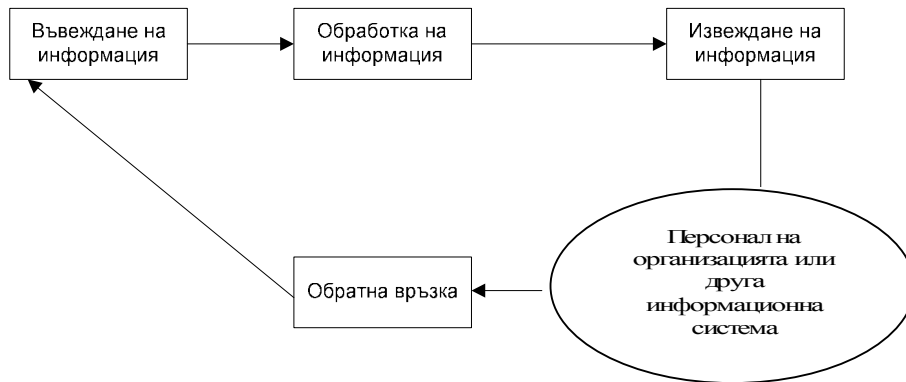 Въвеждане на
информация
Обработка на
информация
Извеждане на
информация
Персонал на
организацията или
друга
информационна
система
Обратна връзка